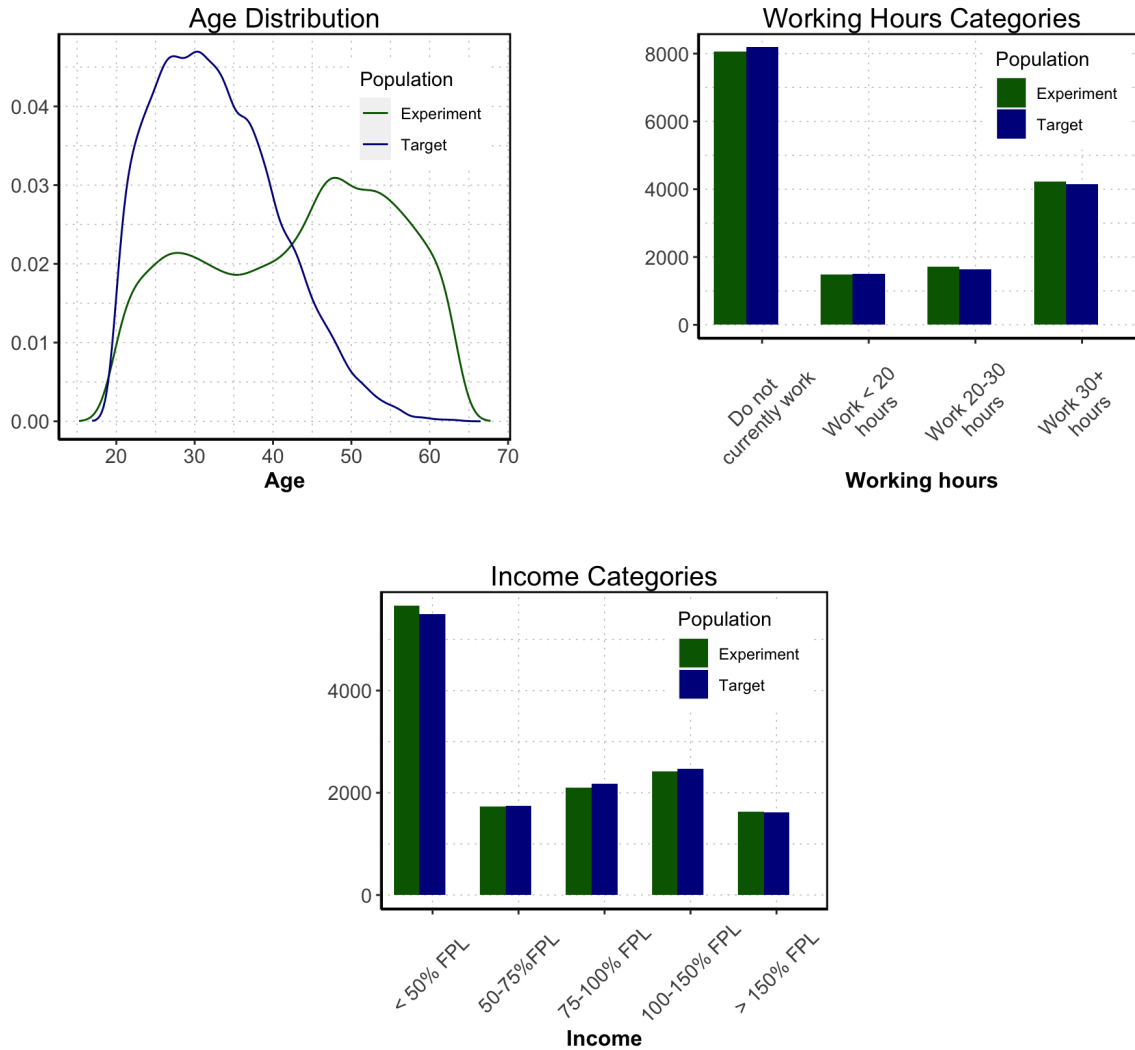 Age Distribution
0.04
0.03
0.02
0.01
0.00
Population
Experiment
Target
20 30 40 50 60 70
Age
Working Hours Categories
8000
6000
4000
2000
0
Population
Experiment
Target
Do not
currently work
Work < 20
hours
Work 20-30
hours
Work 30+
hours
Working hours
Income Categories
4000
2000
0
Population
Experiment
Target
< 50% FPL
50-75%FPL
75-100% FPL
100-150% FPL
> 150% FPL
Income